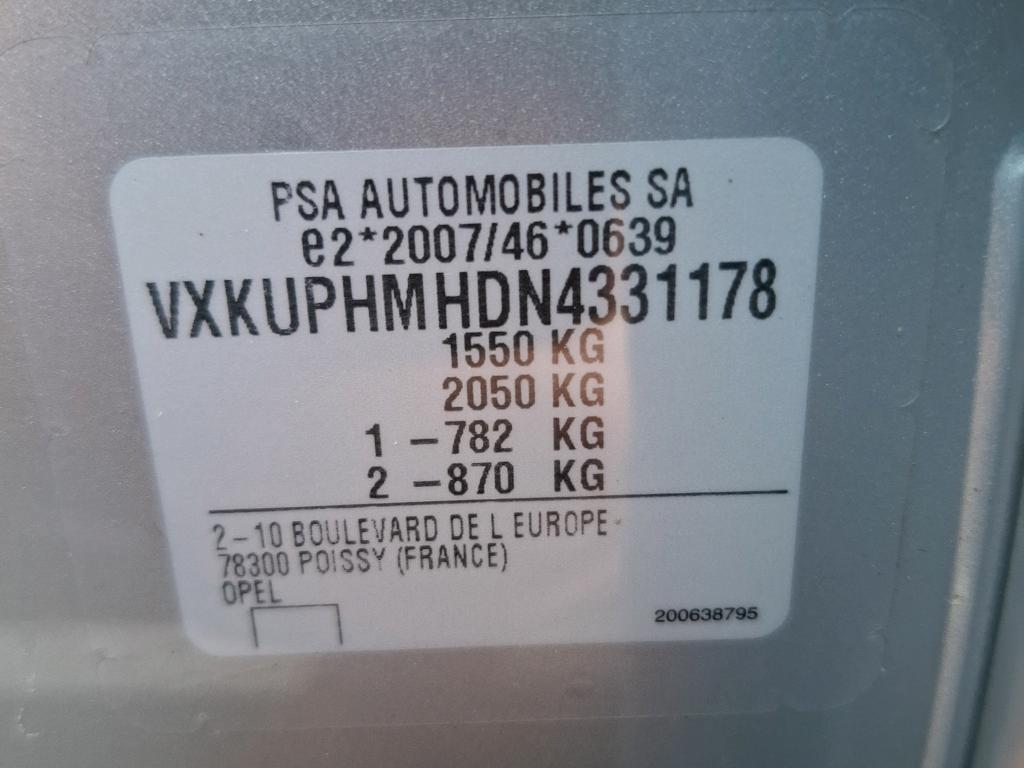 PSA AUTOMOBILES SA
e2*2007/46*0639
VXKUPHMHDN4331178
1550 KG
2050 KG
1 -782 KG
2 -870 KG
2-10 BOULEVARD DE L EUROPE
78300 POISSY (FRANCE)
OPEL
200638795